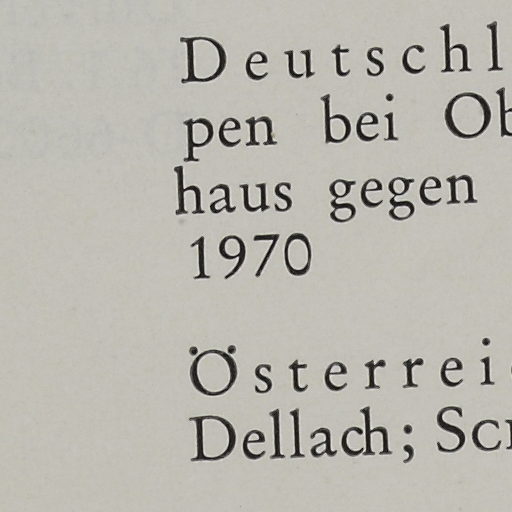 Deutschl
pen bei Ob
haus gegen
1970
Österrei
Dellach; Sc